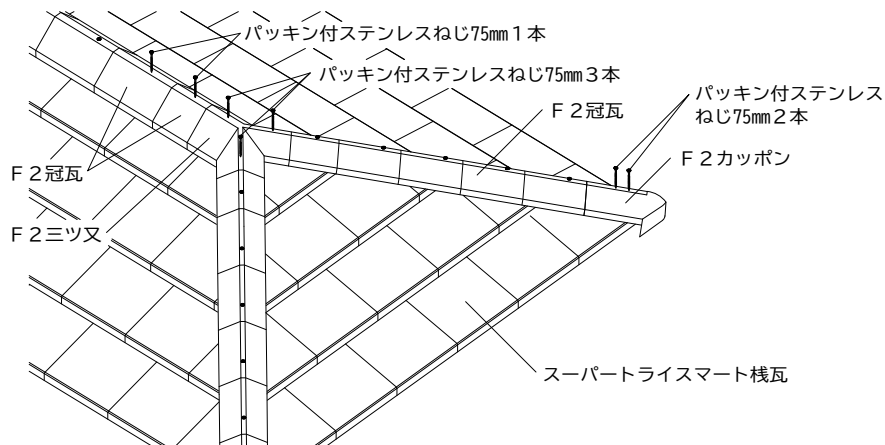 パッキン付ステンレスねじ75mm１本
パッキン付ステンレスねじ75mm３本
パッキン付ステンレス
ねじ75mm２本
Ｆ２冠瓦
Ｆ２カッポン
Ｆ２冠瓦
Ｆ２三ツ又
スーパートライスマート桟瓦